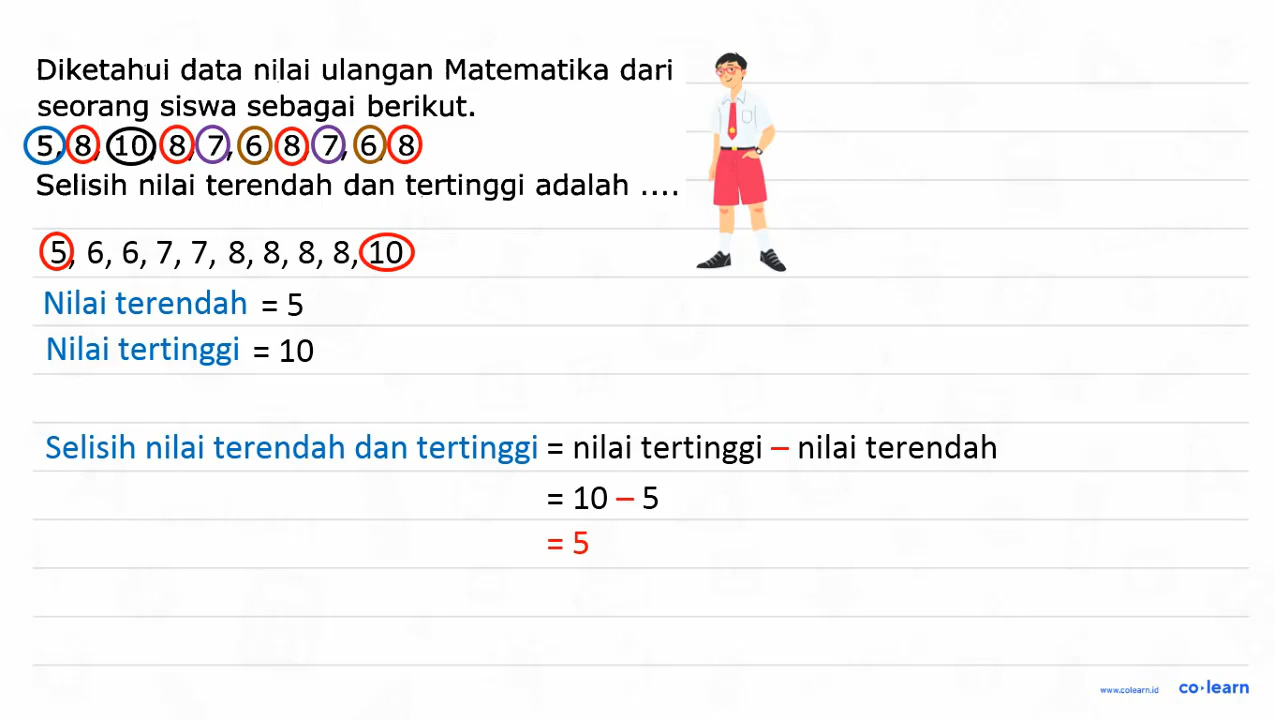 Diketahui data nilai ulangan Matematika dari
seorang siswa sebagai berikut.
5, 8, 10, 8, 7, 6, 8, 7, 6, 8
Selisih nilai terendah dan tertinggi adalah ....
5, 6, 6, 7, 7, 8, 8, 8, 8, 10
Nilai terendah = 5
Nilai tertinggi = 10
Selisih nilai terendah dan tertinggi = nilai tertinggi – nilai terendah
= 10 – 5
= 5
www.colearn.id co·learn